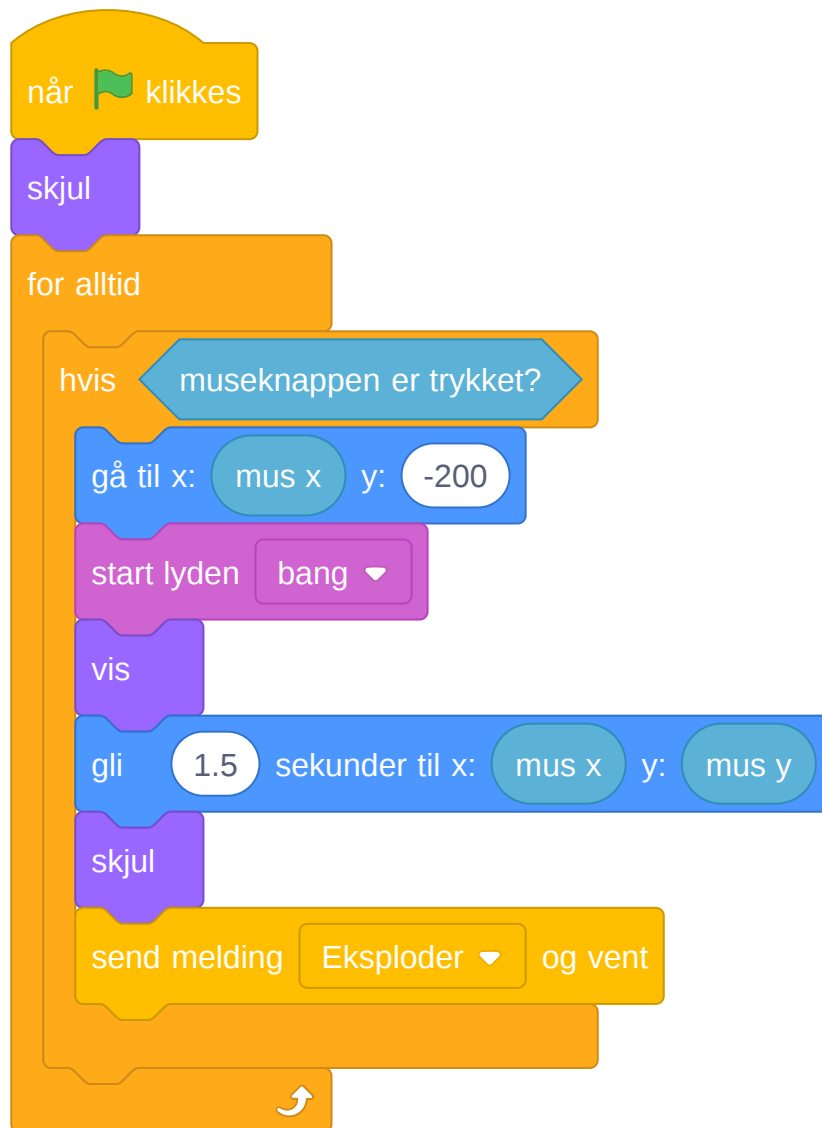 når klikkes
skjul
for alltid
hvis museknappen er trykket?
gå til x: mus x y: -200
start lyden bang
vis
gli 1.5 sekunder til x: mus x y: mus y
skjul
send melding Eksploder og vent